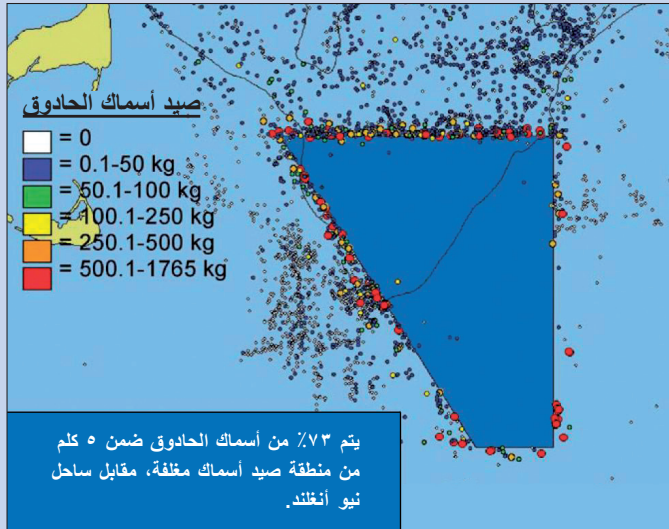 صيد أسماك الحادوق
= 0
= 0.1-50 kg
= 50.1-100 kg
= 100.1-250 kg
= 250.1-500 kg
= 500.1-1765 kg
يتم ٧٣٪ من أسماك الحادوق ضمن ٥ كلم
من منطقة صيد أسماك مغلفة، مقابل ساحل
نيو أنغلند.